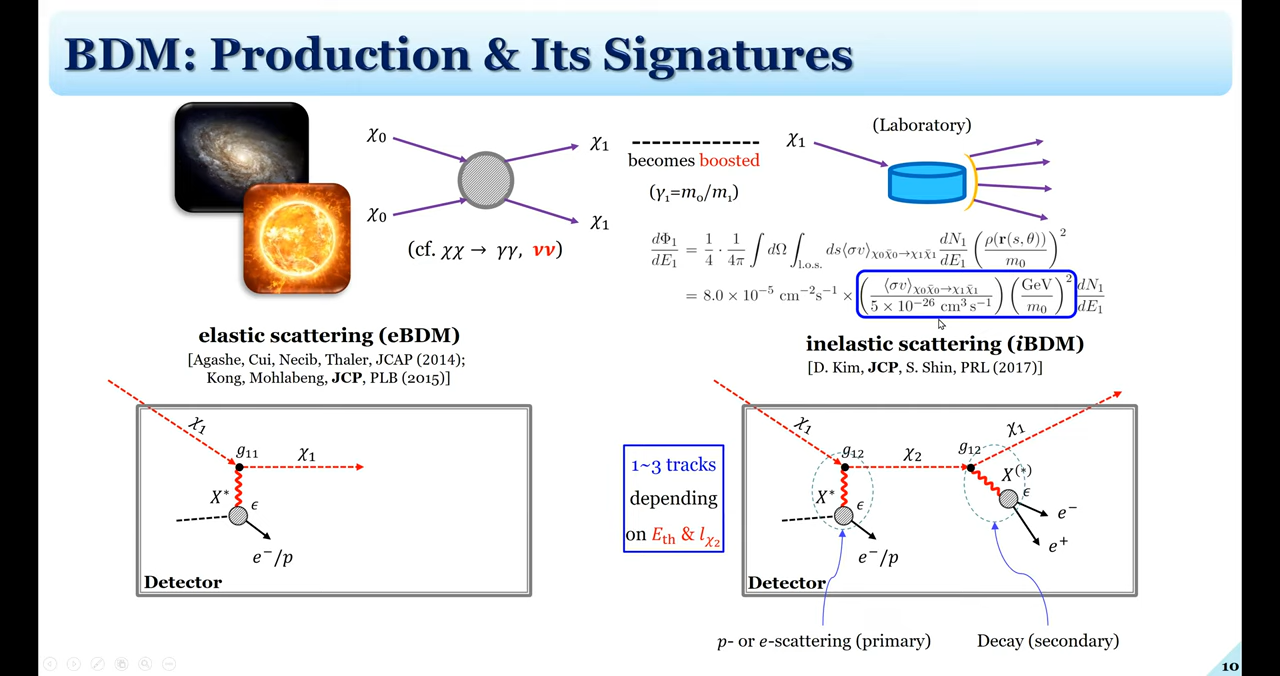 BDM: Production & Its Signatures
χ₀
χ₀
χ₁
χ₁
(cf. χχ → γγ, νν)
becomes boosted
(γ₁=m₀/m₁)
χ₁
(Laboratory)
dΦ₁/dE₁ = 1/4 · 1/4π ∫ dΩ ∫_l.o.s. ds⟨σv⟩_χ₀χ̄₀→χ₁χ̄₁ dN₁/dE₁ (ρ(r(s,θ))/m₀)²
= 8.0 × 10⁻⁵ cm⁻²s⁻¹ × (⟨σv⟩_χ₀χ̄₀→χ₁χ̄₁ / 5 × 10⁻²⁶ cm³ s⁻¹) (GeV/m₀)² dN₁/dE₁
elastic scattering (eBDM)
[Agashe, Cui, Necib, Thaler, JCAP (2014);
Kong, Mohlabeng, JCP, PLB (2015)]
χ₁
g₁₁
χ₁
X*
ϵ
e⁻/p
Detector
inelastic scattering (iBDM)
[D. Kim, JCP, S. Shin, PRL (2017)]
1~3 tracks
depending
on E_th & l_χ₂
χ₁
g₁₂
χ₂
g₁₂
χ₁
X*
ϵ
e⁻/p
X⁽*⁾
ϵ
e⁻
e⁺
Detector
p- or e-scattering (primary)
Decay (secondary)
10